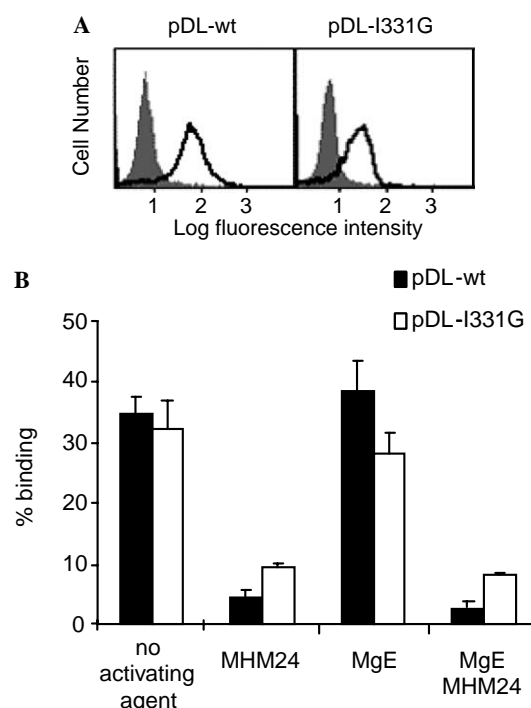 A
pDL-wt
pDL-I331G
Cell Number
1 2 3 1 2 3
Log fluorescence intensity
B
pDL-wt
pDL-I331G
% binding
50
40
30
20
10
0
no activating agent
MHM24
MgE
MgE MHM24